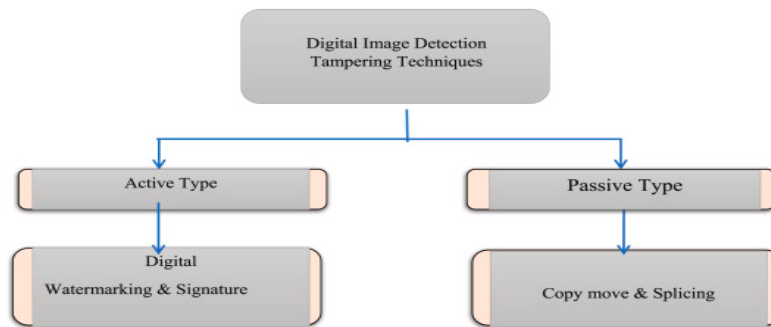 Digital Image Detection
Tampering Techniques
Active Type
Passive Type
Digital
Watermarking & Signature
Copy move & Splicing